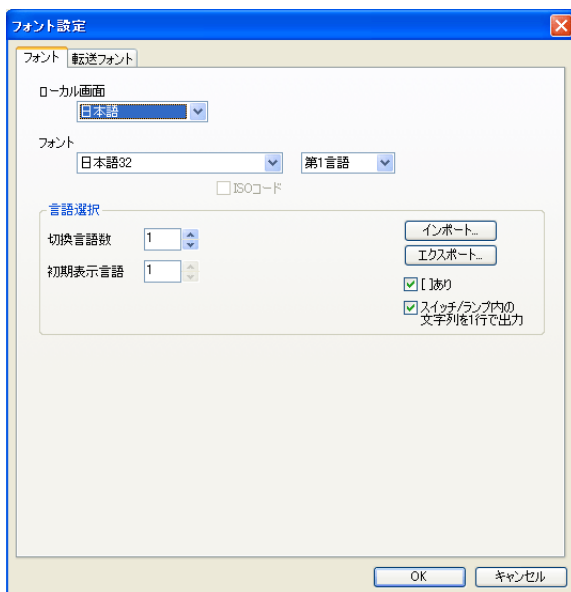 フォント設定
フォント 転送フォント
ローカル画面
日本語
フォント
日本語32 第1言語
ISOコード
言語選択
切換言語数 1
初期表示言語 1
インポート...
エクスポート...
[ ]あり
スイッチ/ランプ内の
文字列を1行で出力
OK キャンセル